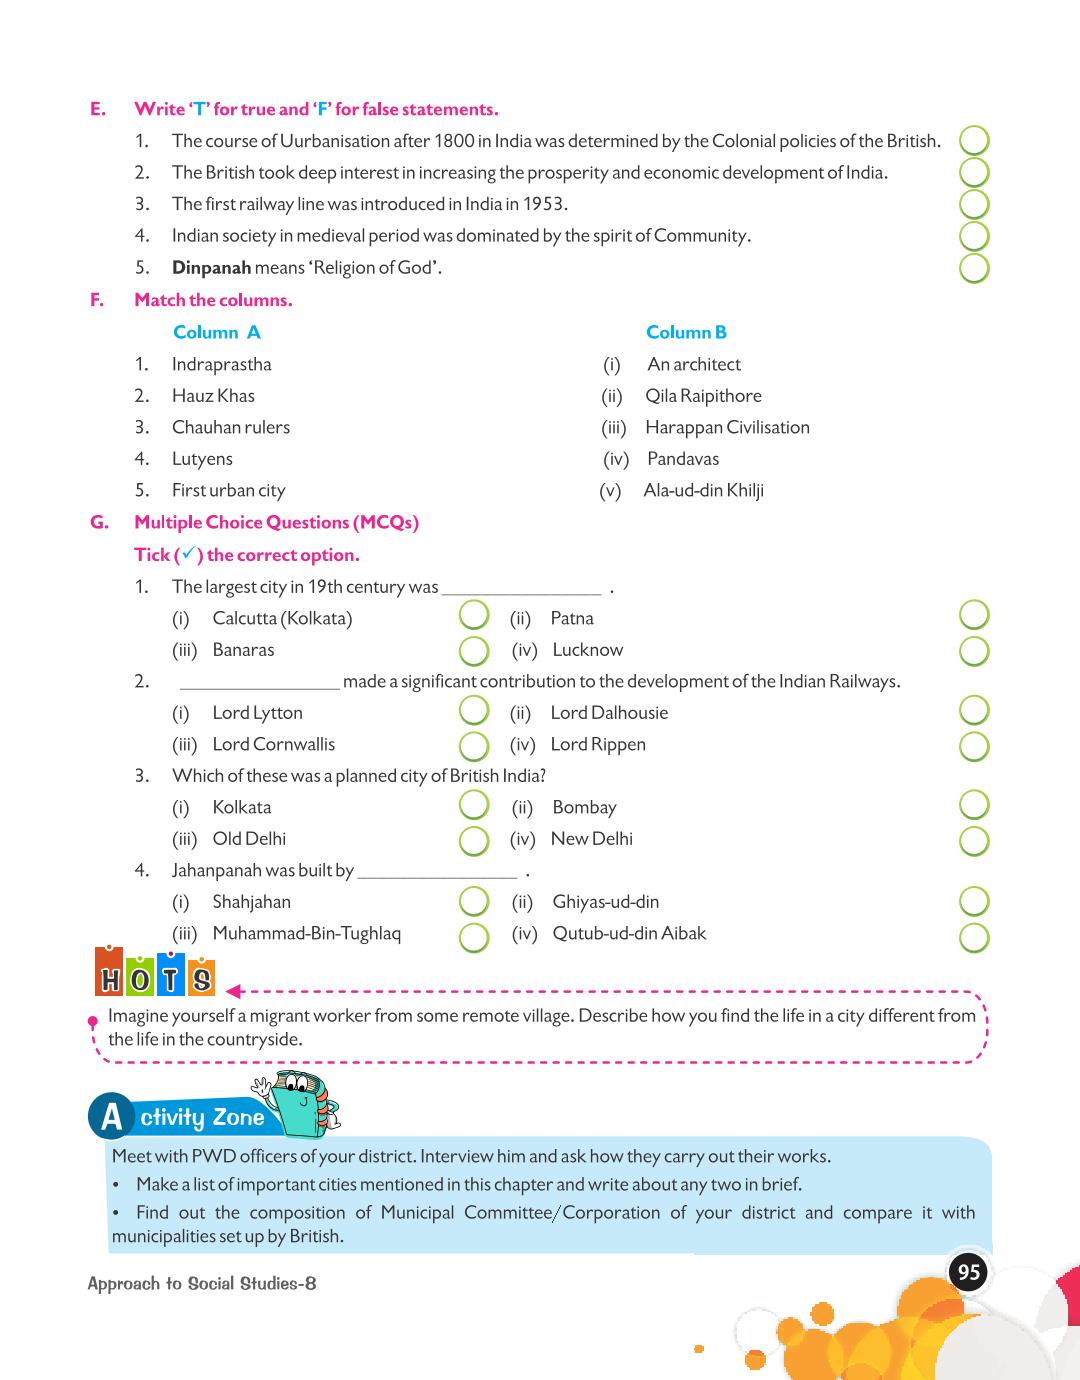 E. Write ‘T’ for true and ‘F’ for false statements.
1. The course of Uurbanisation after 1800 in India was determined by the Colonial policies of the British.
2. The British took deep interest in increasing the prosperity and economic development of India.
3. The first railway line was introduced in India in 1953.
4. Indian society in medieval period was dominated by the spirit of Community.
5. Dinpanah means ‘Religion of God’.
F. Match the columns.
Column A Column B
1. Indraprastha (i) An architect
2. Hauz Khas (ii) Qila Raipithore
3. Chauhan rulers (iii) Harappan Civilisation
4. Lutyens (iv) Pandavas
5. First urban city (v) Ala-ud-din Khilji
G. Multiple Choice Questions (MCQs)
Tick (✓) the correct option.
1. The largest city in 19th century was ________________ .
(i) Calcutta (Kolkata) (ii) Patna
(iii) Banaras (iv) Lucknow
2. ________________ made a significant contribution to the development of the Indian Railways.
(i) Lord Lytton (ii) Lord Dalhousie
(iii) Lord Cornwallis (iv) Lord Rippen
3. Which of these was a planned city of British India?
(i) Kolkata (ii) Bombay
(iii) Old Delhi (iv) New Delhi
4. Jahanpanah was built by ________________ .
(i) Shahjahan (ii) Ghiyas-ud-din
(iii) Muhammad-Bin-Tughlaq (iv) Qutub-ud-din Aibak
HOTS
Imagine yourself a migrant worker from some remote village. Describe how you find the life in a city different from
the life in the countryside.
Activity Zone
Meet with PWD officers of your district. Interview him and ask how they carry out their works.
• Make a list of important cities mentioned in this chapter and write about any two in brief.
• Find out the composition of Municipal Committee/Corporation of your district and compare it with
municipalities set up by British.
Approach to Social Studies-8
95